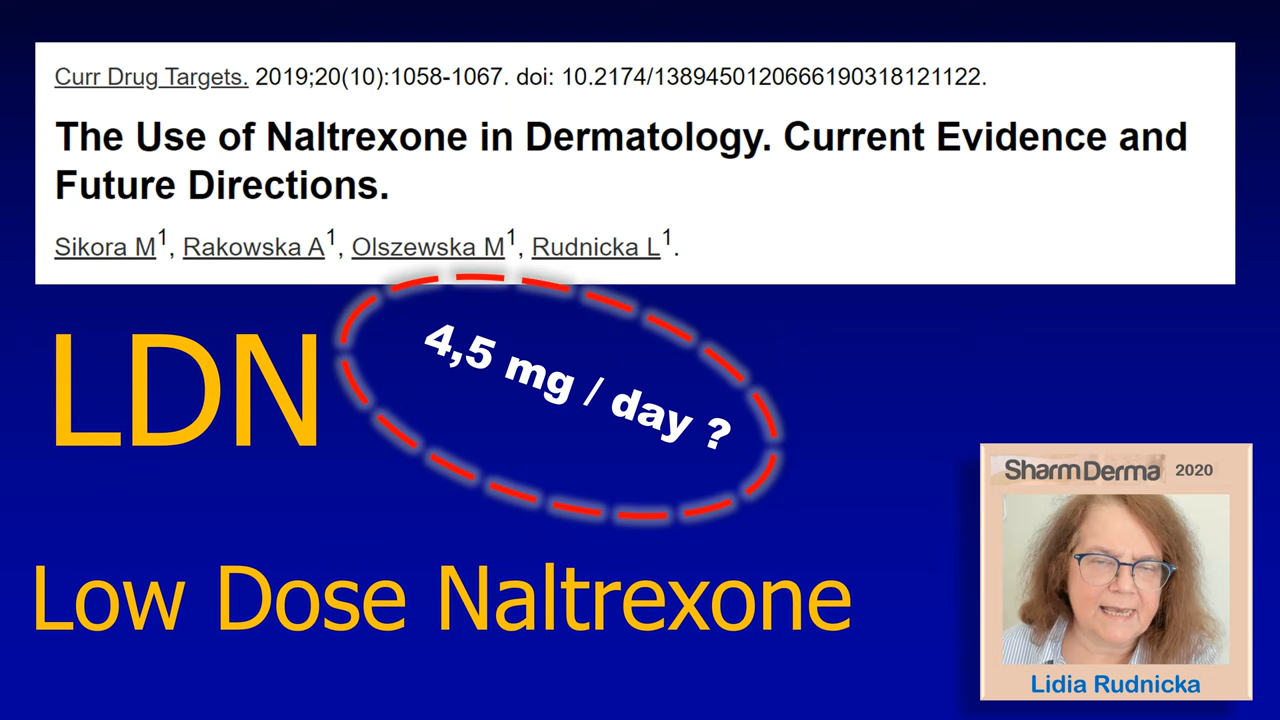 Curr Drug Targets. 2019;20(10):1058-1067. doi: 10.2174/1389450120666190318121122.
The Use of Naltrexone in Dermatology. Current Evidence and
Future Directions.
Sikora M1, Rakowska A1, Olszewska M1, Rudnicka L1.
LDN
4,5 mg / day ?
Low Dose Naltrexone
SharmDerma 2020
Lidia Rudnicka